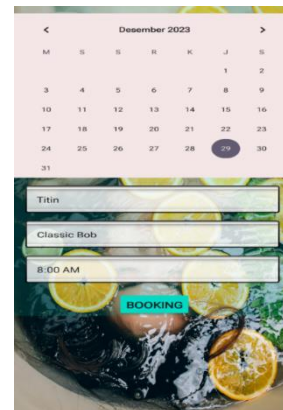 < Desember 2023 >
M S S R K J S
1 2
3 4 5 6 7 8 9
10 11 12 13 14 15 16
17 18 19 20 21 22 23
24 25 26 27 28 29 30
31
Titin
Classic Bob
8:00 AM
BOOKING